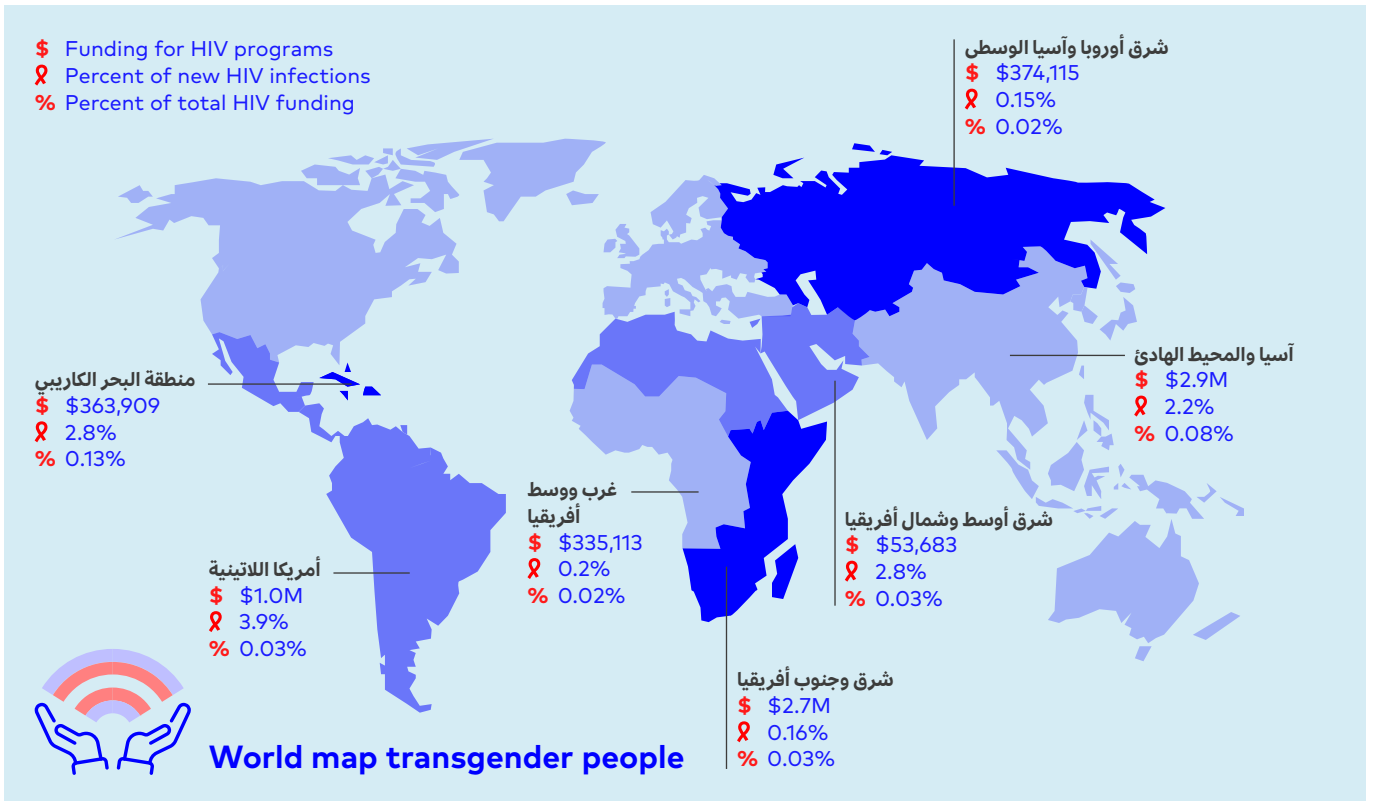 $ Funding for HIV programs
Percent of new HIV infections
% Percent of total HIV funding
شرق أوروبا وآسيا الوسطى
$ $374,115
0.15%
% 0.02%
آسيا والمحيط الهادئ
$ $2.9M
2.2%
% 0.08%
منطقة البحر الكاريبي
$ $363,909
2.8%
% 0.13%
غرب ووسط
أفريقيا
$ $335,113
0.2%
% 0.02%
شرق أوسط وشمال أفريقيا
$ $53,683
2.8%
% 0.03%
أمريكا اللاتينية
$ $1.0M
3.9%
% 0.03%
شرق وجنوب أفريقيا
$ $2.7M
0.16%
% 0.03%
World map transgender people